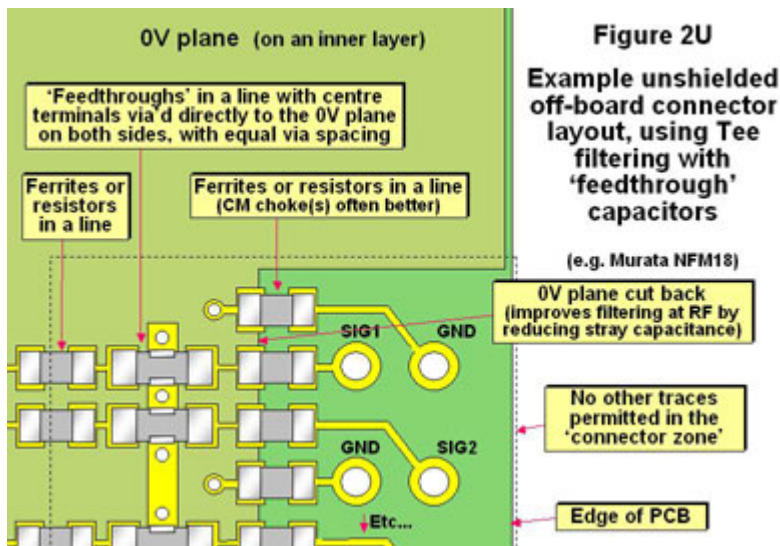 0V plane (on an inner layer)
Figure 2U
Example unshielded
off-board connector
layout, using Tee
filtering with
‘feedthrough’
capacitors
(e.g. Murata NFM18)
‘Feedthroughs’ in a line with centre
terminals via’d directly to the 0V plane
on both sides, with equal via spacing
Ferrites or
resistors
in a line
Ferrites or resistors in a line
(CM choke(s) often better)
0V plane cut back
(improves filtering at RF by
reducing stray capacitance)
SIG1
GND
No other traces
permitted in the
‘connector zone’
GND
SIG2
Etc...
Edge of PCB